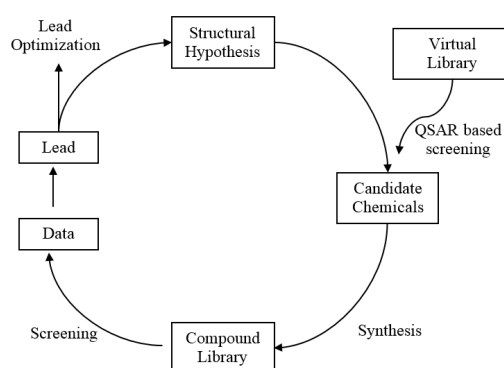 Lead
Optimization
Structural
Hypothesis
Virtual
Library
QSAR based
screening
Lead
Candidate
Chemicals
Data
Screening
Compound
Library
Synthesis